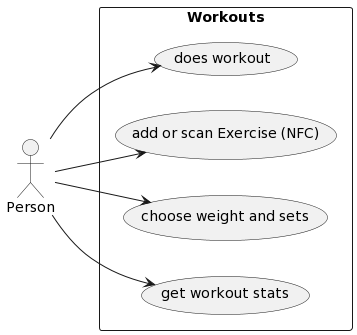 Workouts
does workout
add or scan Exercise (NFC)
Person
choose weight and sets
get workout stats